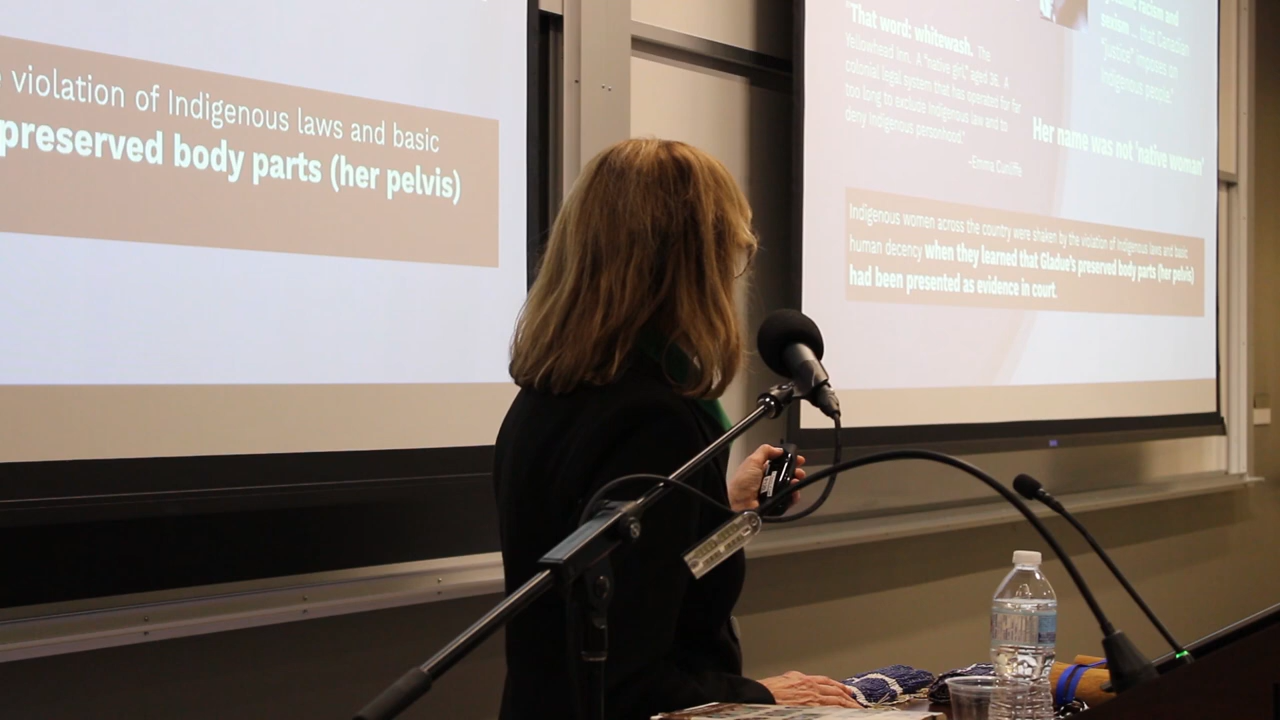 violation of Indigenous laws and basic
preserved body parts (her pelvis)
"That word: whitewash. The
Yellowhead Inn. A "native girl," aged 36. A
colonial legal system that has operated for far
too long to exclude Indigenous law and to
deny Indigenous personhood."
-Emma Cunliffe
racism and
sexism... that Canadian
"justice" imposes on
Indigenous people."
Her name was not 'native woman'
Indigenous women across the country were shaken by the violation of Indigenous laws and basic
human decency when they learned that Gladue's preserved body parts (her pelvis)
had been presented as evidence in court.